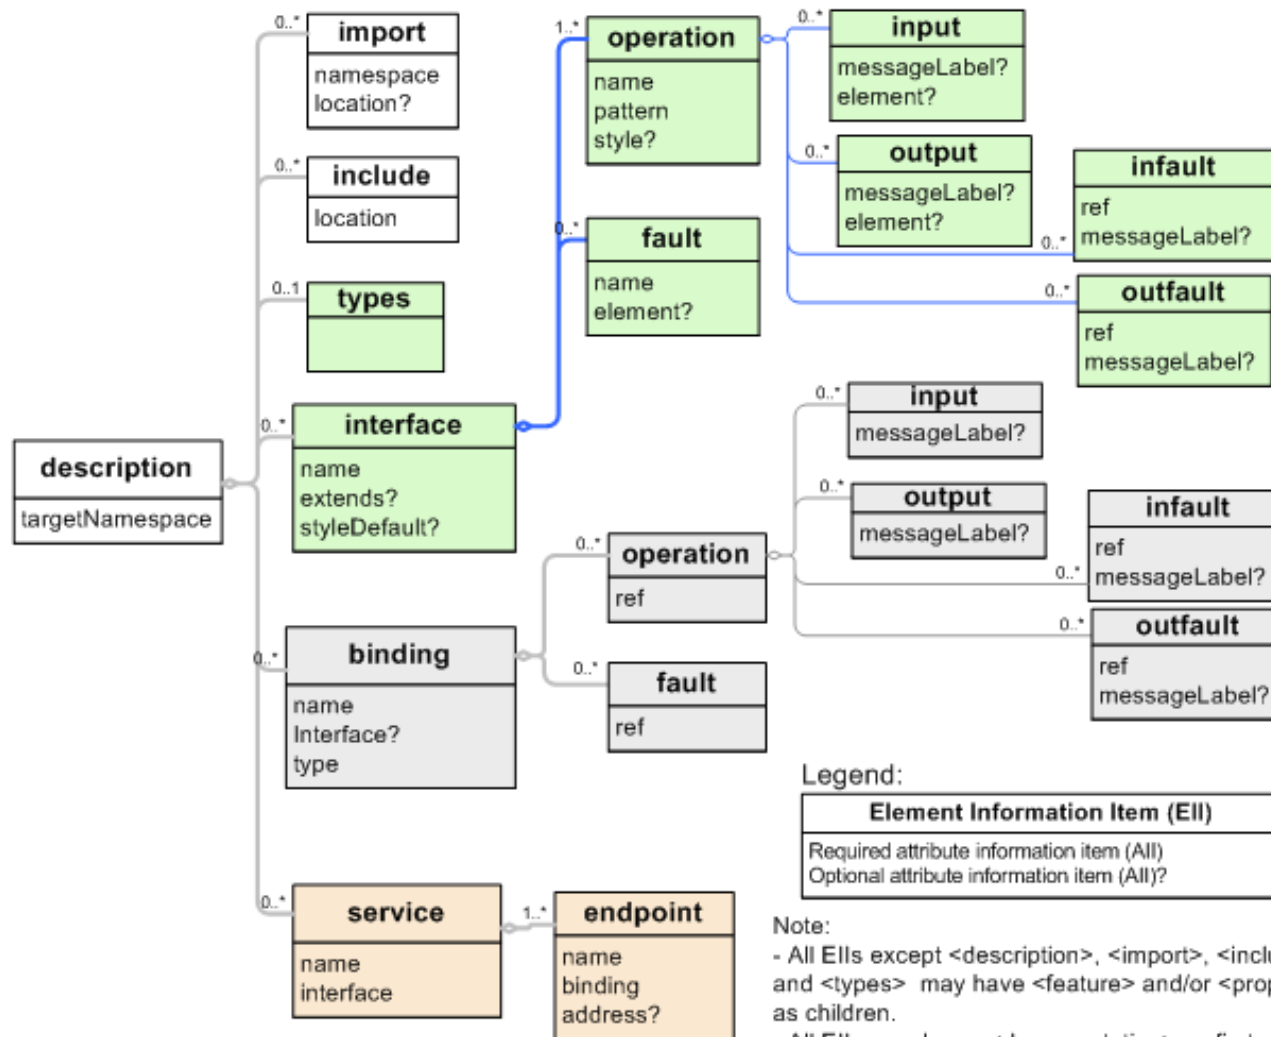 0..*
import
namespace
location?
0..*
include
location
0..1
types
0..*
interface
name
extends?
styleDefault?
description
targetNamespace
1..*
operation
name
pattern
style?
0..*
fault
name
element?
0..*
input
messageLabel?
element?
0..*
output
messageLabel?
element?
0..*
infault
ref
messageLabel?
0..*
outfault
ref
messageLabel?
0..*
binding
name
Interface?
type
0..*
operation
ref
0..*
fault
ref
0..*
input
messageLabel?
0..*
output
messageLabel?
0..*
infault
ref
messageLabel?
0..*
outfault
ref
messageLabel?
0..*
service
name
interface
1..*
endpoint
name
binding
address?
Legend:
Element Information Item (EII)
Required attribute information item (AII)
Optional attribute information item (AII)?
Note:
- All EIIs except <description>, <import>, <inclu
and <types> may have <feature> and/or <prop
as children.